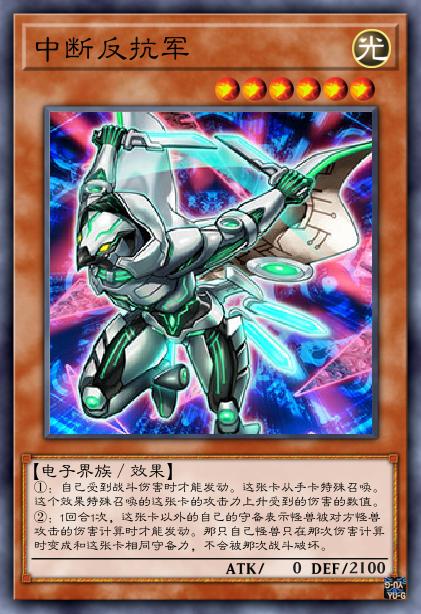 中断反抗军
光
【电子界族／效果】
①：自己受到战斗伤害时才能发动。这张卡从手卡特殊召唤。
这个效果特殊召唤的这张卡的攻击力上升受到的伤害的数值。
②：1回合1次，这张卡以外的自己的守备表示怪兽被对方怪兽
攻击的伤害计算时才能发动。那只自己怪兽只在那次伤害计算
时变成和这张卡相同守备力，不会被那次战斗破坏。
ATK/ 0 DEF/2100